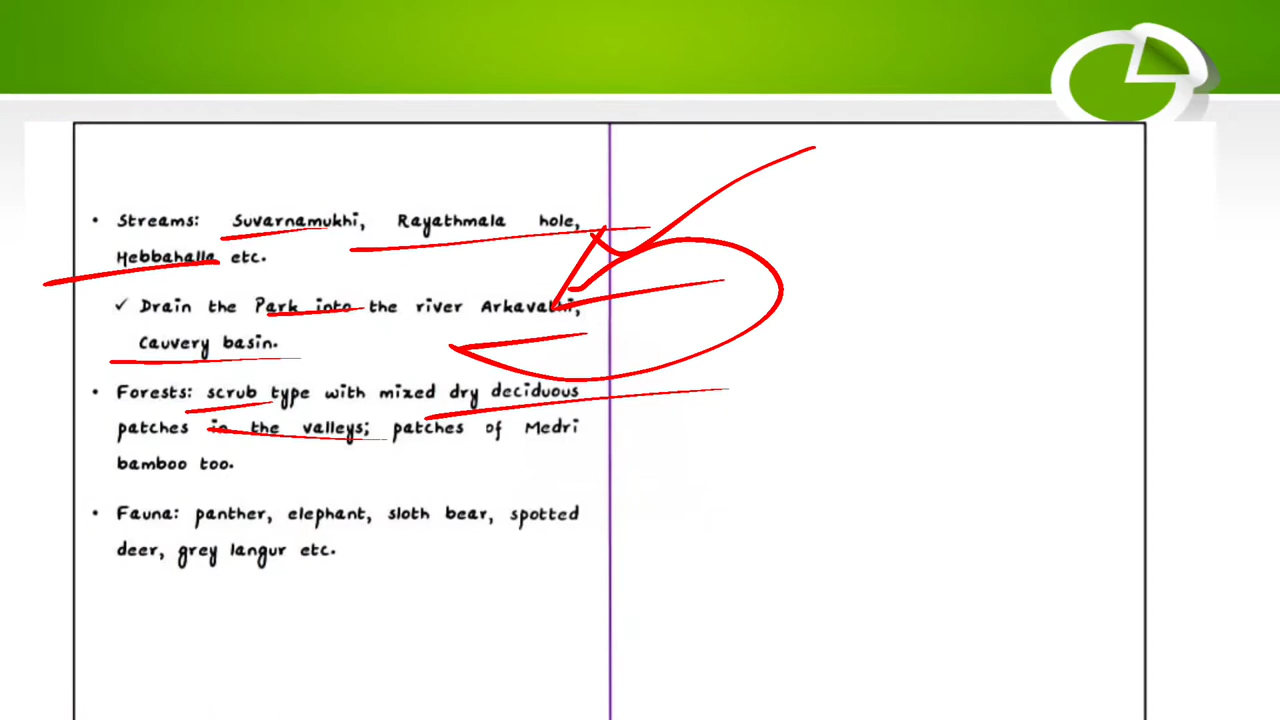 • Streams: Suvarnamukhi, Rayathmala hole,
Hebbahalla etc.
✓ Drain the Park into the river Arkavathi,
Cauvery basin.
• Forests: scrub type with mixed dry deciduous
patches in the valleys; patches of Medri
bamboo too.
• Fauna: panther, elephant, sloth bear, spotted
deer, grey langur etc.